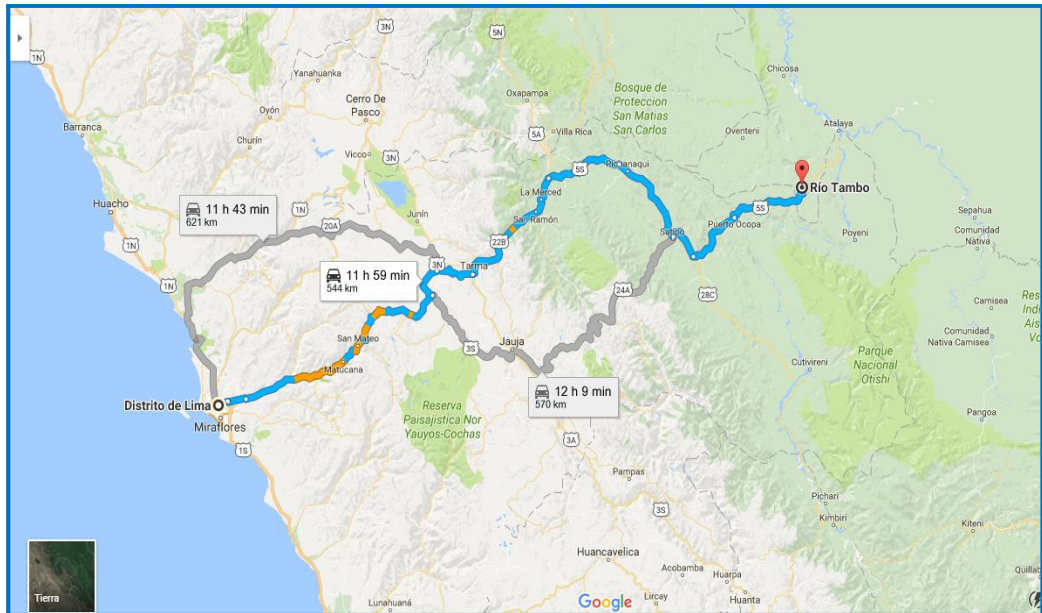 3N
5N
Chicosa
1N
Yanahuanka
Oxapampa
Bosque de
Proteccion
San Matias
San Carlos
Cerro De
Pasco
Oyón
Atalaya
Barranca
5A
Villa Rica
Oventeni
Churín
Vicco
3N
5S
La Merced
Río Tambo
Huacho
11 h 43 min
621 km
1N
Junín
San Ramón
5S
Puerto Ocopa
Sepahua
1N
20A
22B
Satipo
Poyeni
Comunidad
Nativa
3N
Tarma
1N
11 h 59 min
544 km
24A
28C
Camisea
San Mateo
Jauja
Comunidad
Nativa Camisea
3S
Matucana
Cutivireni
Parque
Nacional
Otishi
12 h 9 min
570 km
Distrito de Lima
Miraflores
Reserva
Paisajistica Nor
Yauyos-Cochas
Pangoa
1S
3A
Pampas
Pichari
3S
Kimbiri
Kiteni
Huancavelica
Acobamba
Huarpa
Tierra
Google
Lircay
Huanta
Lunahuaná